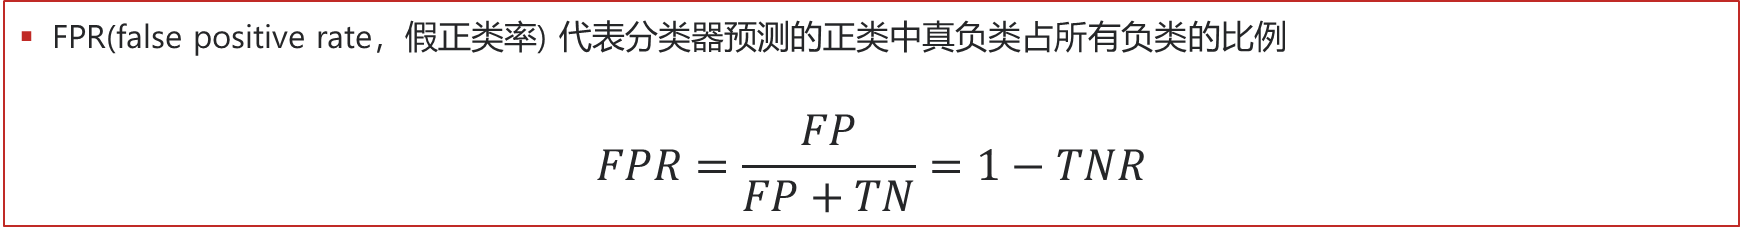 ▪ FPR(false positive rate，假正类率) 代表分类器预测的正类中真负类占所有负类的比例
FPR = FP / (FP + TN) = 1 − TNR